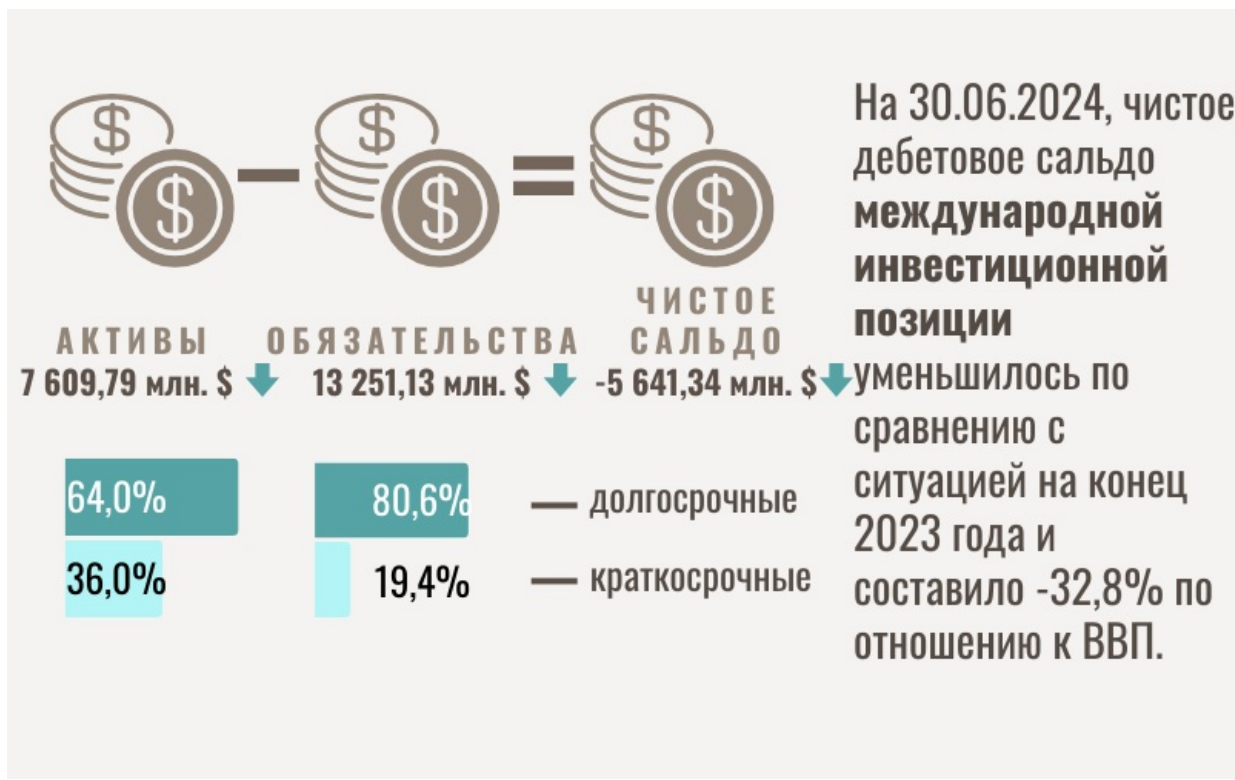 АКТИВЫ
7 609,79 млн. $
ОБЯЗАТЕЛЬСТВА
13 251,13 млн. $
ЧИСТОЕ
САЛЬДО
-5 641,34 млн. $
64,0%
80,6%
долгосрочные
36,0%
19,4%
краткосрочные
На 30.06.2024, чистое
дебетовое сальдо
международной
инвестиционной
позиции
уменьшилось по
сравнению с
ситуацией на конец
2023 года и
составило -32,8% по
отношению к ВВП.